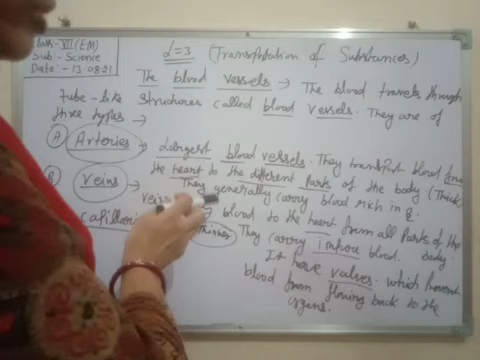 Class-VII (EM)
Sub:- Science
Date:- 13.08.21
L=3 (Transportation of Substances)
The blood vessels → The blood travels through
tube-like structures called blood vessels. They are of
three types →
(A) Arteries → Largest blood vessels. They transport blood from
the heart to the different parts of the body (Thick)
They generally carry blood rich in
(B) Veins →
Veins
blood to the heart from all parts of the body.
Capillaries
Thinner They carry impure blood.
It have valves which prevent
blood from flowing back to the
organs.